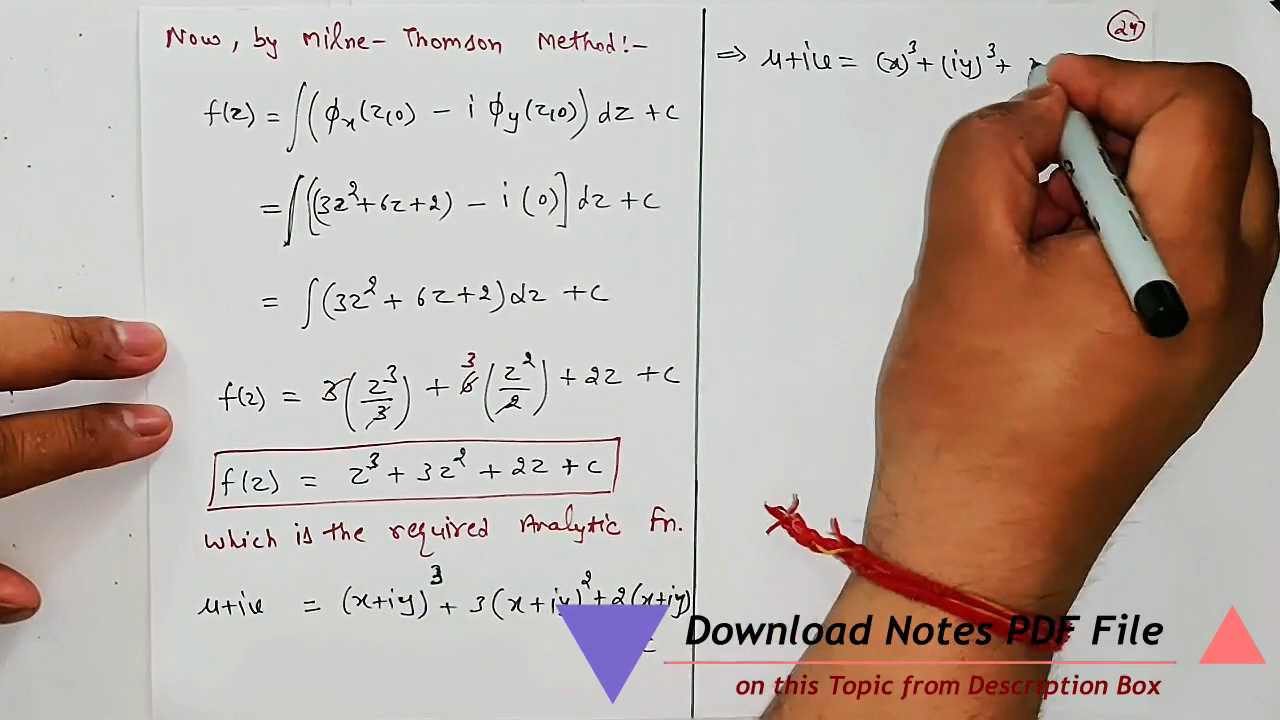 Now, by Milne-Thomson Method:-
f(z) = ∫(ϕx(z,0) - i ϕy(z,0)) dz + c
= ∫[(3z²+6z+2) - i (0)] dz + c
= ∫(3z² + 6z+2) dz + c
f(z) = 3(z³/3) + 6 3 (z²/2) + 2z + c
f(z) = z³ + 3z² + 2z + c
which is the required Analytic Fn.
u+iv = (x+iy)³ + 3(x+iy)² + 2(x+iy)
24
⇒ u+iv = (x)³ + (iy)³ +
Download Notes PDF File
on this Topic from Description Box